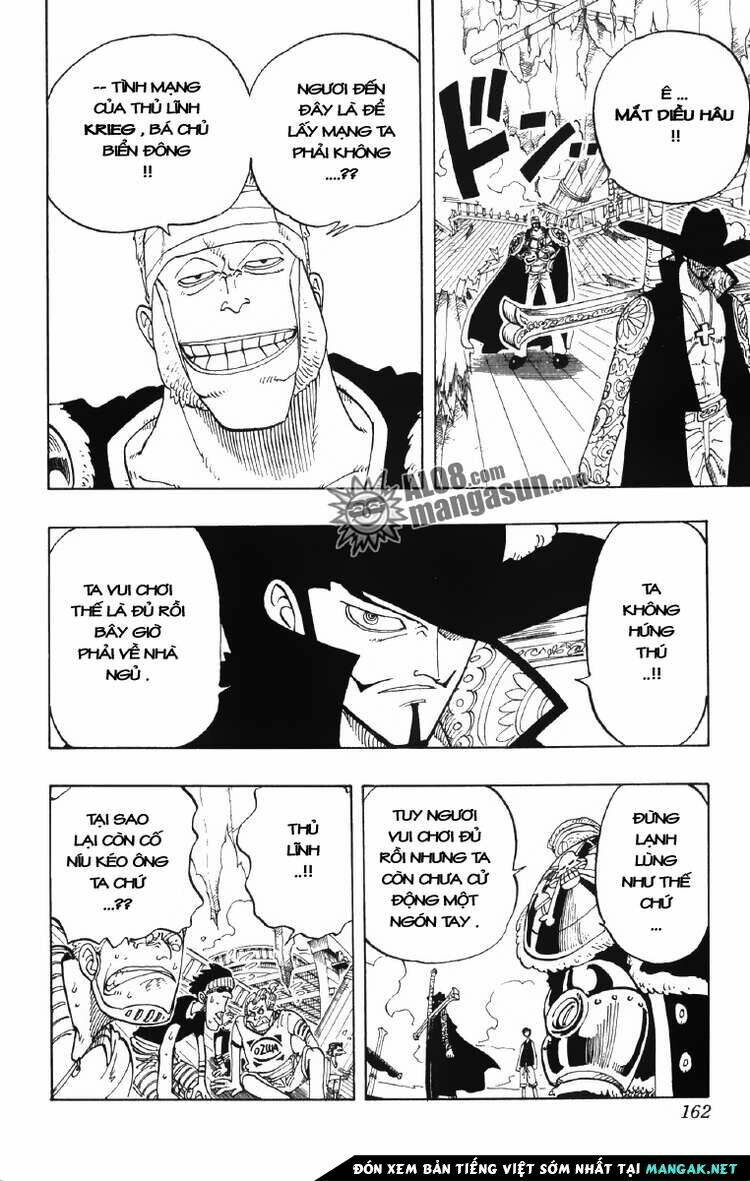 Ê ...
MẮT DIỀU HÂU
!!
ドン
NGƯƠI ĐẾN
ĐÂY LÀ ĐỂ
LẤY MẠNG TA
PHẢI KHÔNG
....??
-- TÌNH MẠNG
CỦA THỦ LĨNH
KRIEG , BÁ CHỦ
BIỂN ĐÔNG
!!
AL08.com
mangasun.com
TA
KHÔNG
HỨNG
THÚ
..!!
TA VUI CHƠI
THẾ LÀ ĐỦ RỒI
BÂY GIỜ
PHẢI VỀ NHÀ
NGỦ .
ĐỪNG
LẠNH
LÙNG
NHƯ THẾ
CHỨ
...
TUY NGƯƠI
VUI CHƠI ĐỦ
RỒI NHƯNG TA
CÒN CHƯA CỬ
ĐỘNG MỘT
NGÓN TAY .
THỦ
LĨNH
..!!
TẠI SAO
LẠI CÒN CỐ
NÍU KÉO ÔNG
TA CHỨ
...??
OZUM
162
ĐÓN XEM BẢN TIẾNG VIỆT SỚM NHẤT TẠI MANGAK.NET